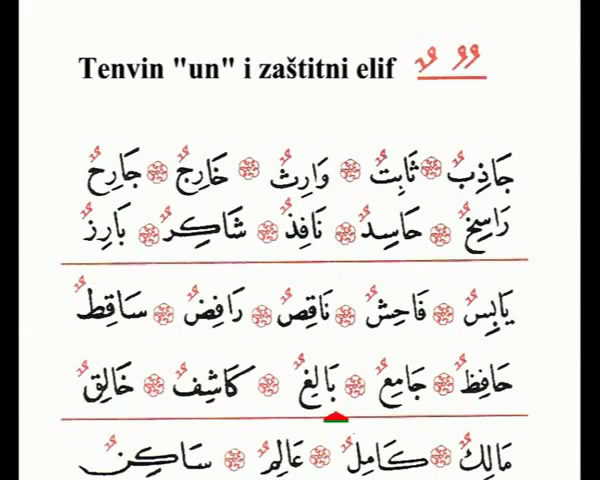 Tenvin "un" i zaštitni elif ـٌ ـٌ
جَاذِبٌ ثَابِتٌ وَارِثٌ خَارِجٌ جَارِحٌ
رَاسِخٌ حَاسِدٌ نَافِذٌ شَاكِرٌ بَارِزٌ
يَابِسٌ فَاحِشٌ نَاقِصٌ رَافِضٌ سَاقِطٌ
حَافِظٌ جَامِعٌ بَالِغٌ كَاشِفٌ خَالِقٌ
مَالِكٌ كَامِلٌ عَالِمٌ سَاكِنٌ